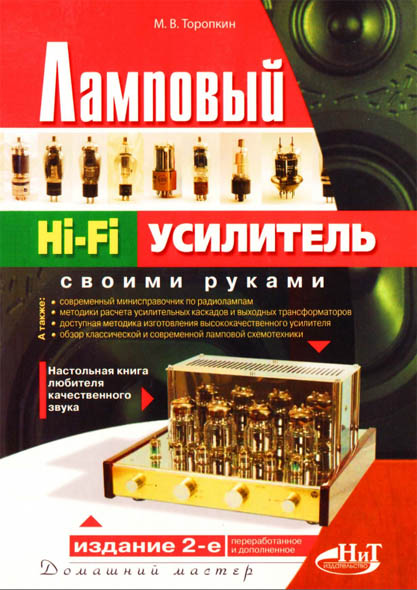 М. В. Торопкин
Ламповый
Hi-Fi УСИЛИТЕЛЬ
своими руками
А также:
• современный минисправочник по радиолампам
• методики расчета усилительных каскадов и выходных трансформаторов
• доступная методика изготовления высококачественного усилителя
• обзор классической и современной ламповой схемотехники
Настольная книга
любителя
качественного
звука
издание 2-е
переработанное
и дополненное
Домашний мастер
НиТ
издательство